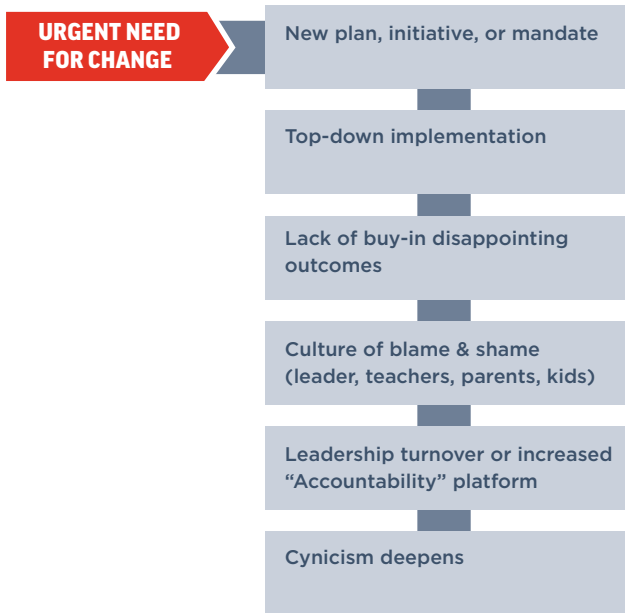 URGENT NEED
FOR CHANGE
New plan, initiative, or mandate
Top-down implementation
Lack of buy-in disappointing
outcomes
Culture of blame & shame
(leader, teachers, parents, kids)
Leadership turnover or increased
“Accountability” platform
Cynicism deepens